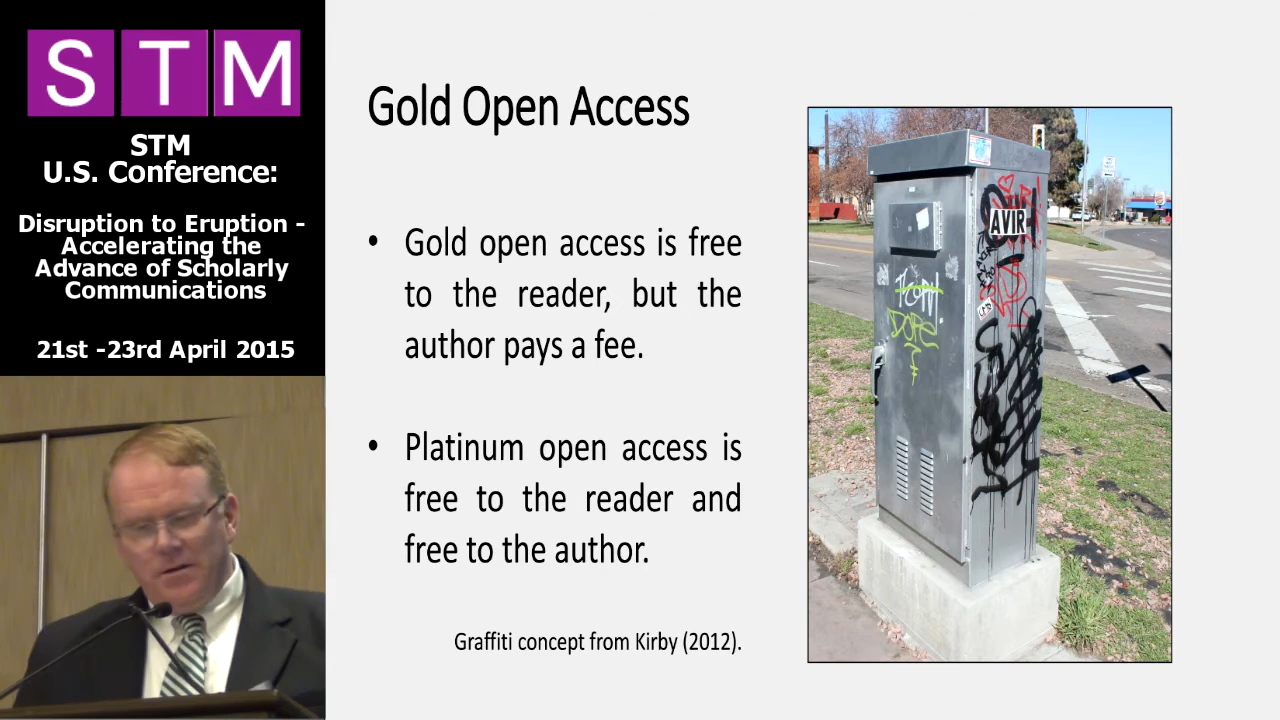 STM
STM
U.S. Conference:
Disruption to Eruption -
Accelerating the
Advance of Scholarly
Communications
21st -23rd April 2015
Gold Open Access
• Gold open access is free
to the reader, but the
author pays a fee.
• Platinum open access is
free to the reader and
free to the author.
Graffiti concept from Kirby (2012).
AVIR
DOPE